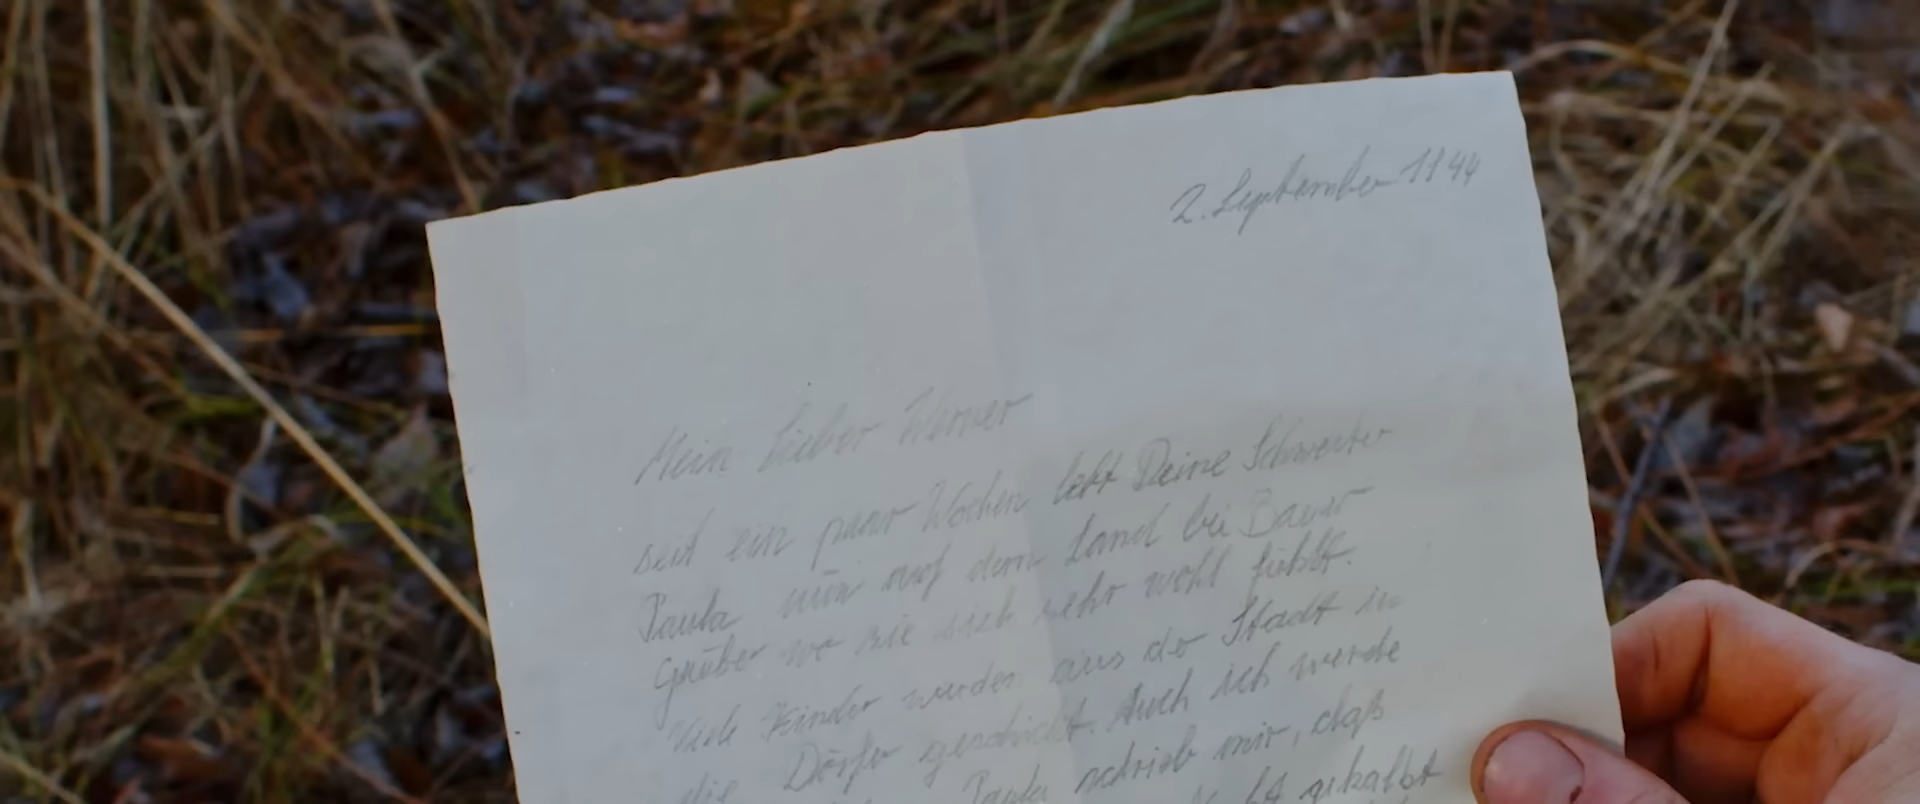 2. September 1944
Mein Lieber Werner
seit ein paar Wochen lebt Deine Schwester
Paula nun auf dem Land bei Bauer
Gruber wo sie sich sehr wohl fühlt.
Viele Kinder werden aus der Stadt in
die Dörfer geschickt. Auch ich werde
Paula schrieb mir, daß
gekalbt